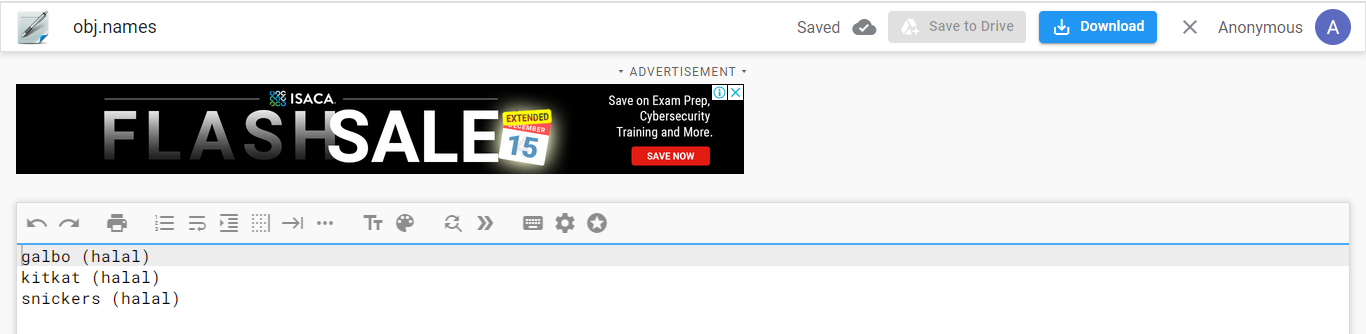 obj.names
Saved
Save to Drive
Download
Anonymous
A
ADVERTISEMENT
ISACA
FLASH SALE
EXTENDED
DECEMBER
15
Save on Exam Prep,
Cybersecurity
Training and More.
SAVE NOW
Tт
galbo (halal)
kitkat (halal)
snickers (halal)